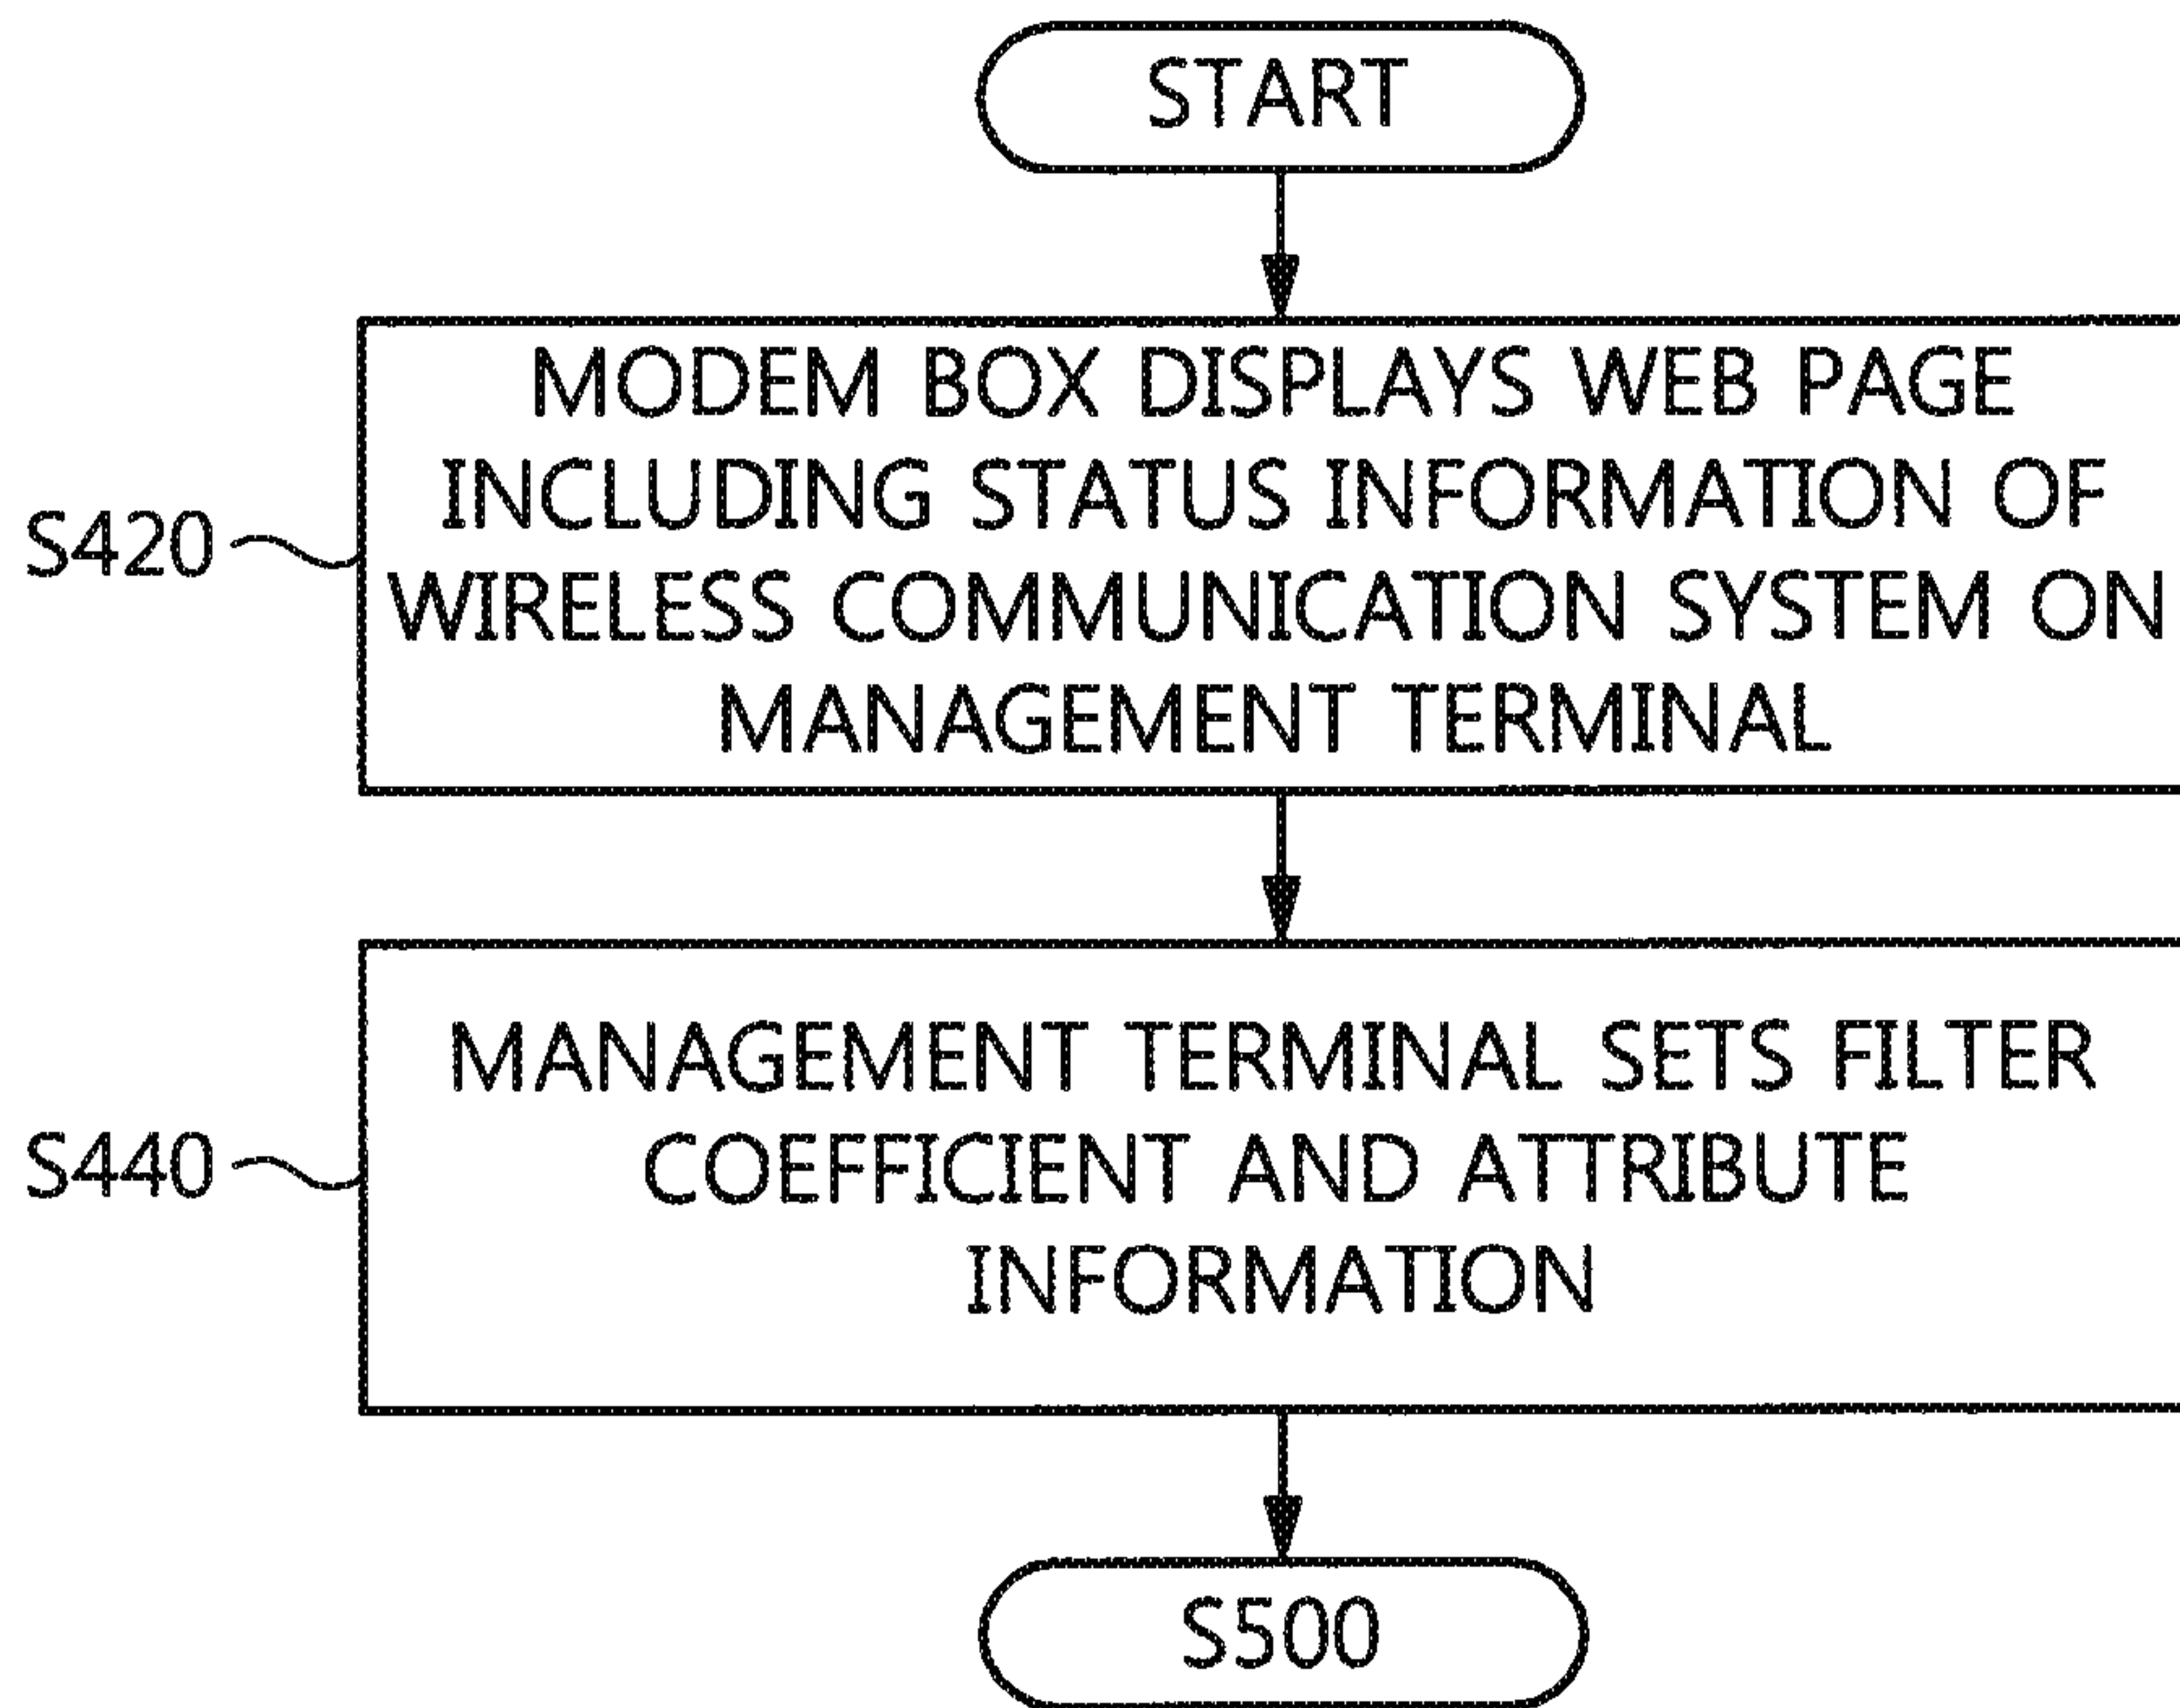 START
MODEM BOX DISPLAYS WEB PAGE
INCLUDING STATUS INFORMATION OF
S420
WIRELESS COMMUNICATION SYSTEM ON
MANAGEMENT TERMINAL
MANAGEMENT TERMINAL SETS FILTER
S440
COEFFICIENT AND ATTRIBUTE
INFORMATION
S500